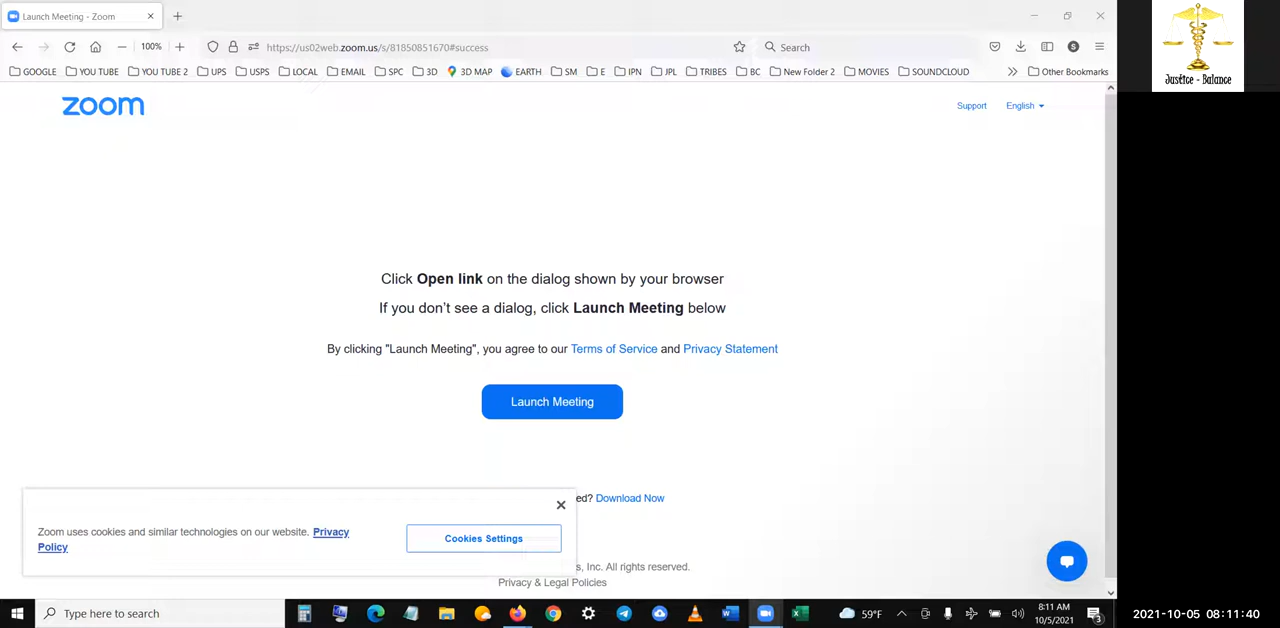 Launch Meeting - Zoom
100%
https://us02web.zoom.us/s/81850851670#success
Search
GOOGLE YOU TUBE YOU TUBE 2 UPS USPS LOCAL EMAIL SPC 3D 3D MAP EARTH SM E IPN JPL TRIBES BC New Folder 2 MOVIES SOUNDCLOUD Other Bookmarks
Justice - Balance
zoom
Support English
Click Open link on the dialog shown by your browser
If you don't see a dialog, click Launch Meeting below
By clicking "Launch Meeting", you agree to our Terms of Service and Privacy Statement
Launch Meeting
ed? Download Now
Zoom uses cookies and similar technologies on our website. Privacy
Policy
Cookies Settings
s, Inc. All rights reserved.
Privacy & Legal Policies
Type here to search
59°F
8:11 AM
10/5/2021
3
2021-10-05 08:11:40